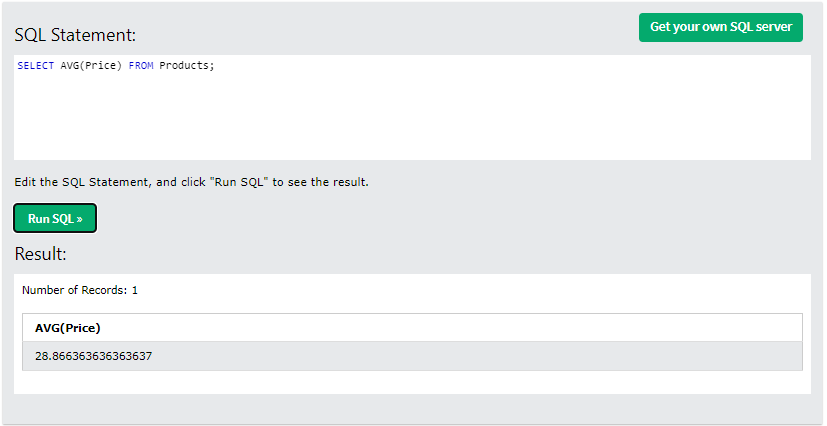 SQL Statement:
Get your own SQL server
SELECT AVG(Price) FROM Products;
Edit the SQL Statement, and click "Run SQL" to see the result.
Run SQL »
Result:
Number of Records: 1
AVG(Price)
28.866363636363637